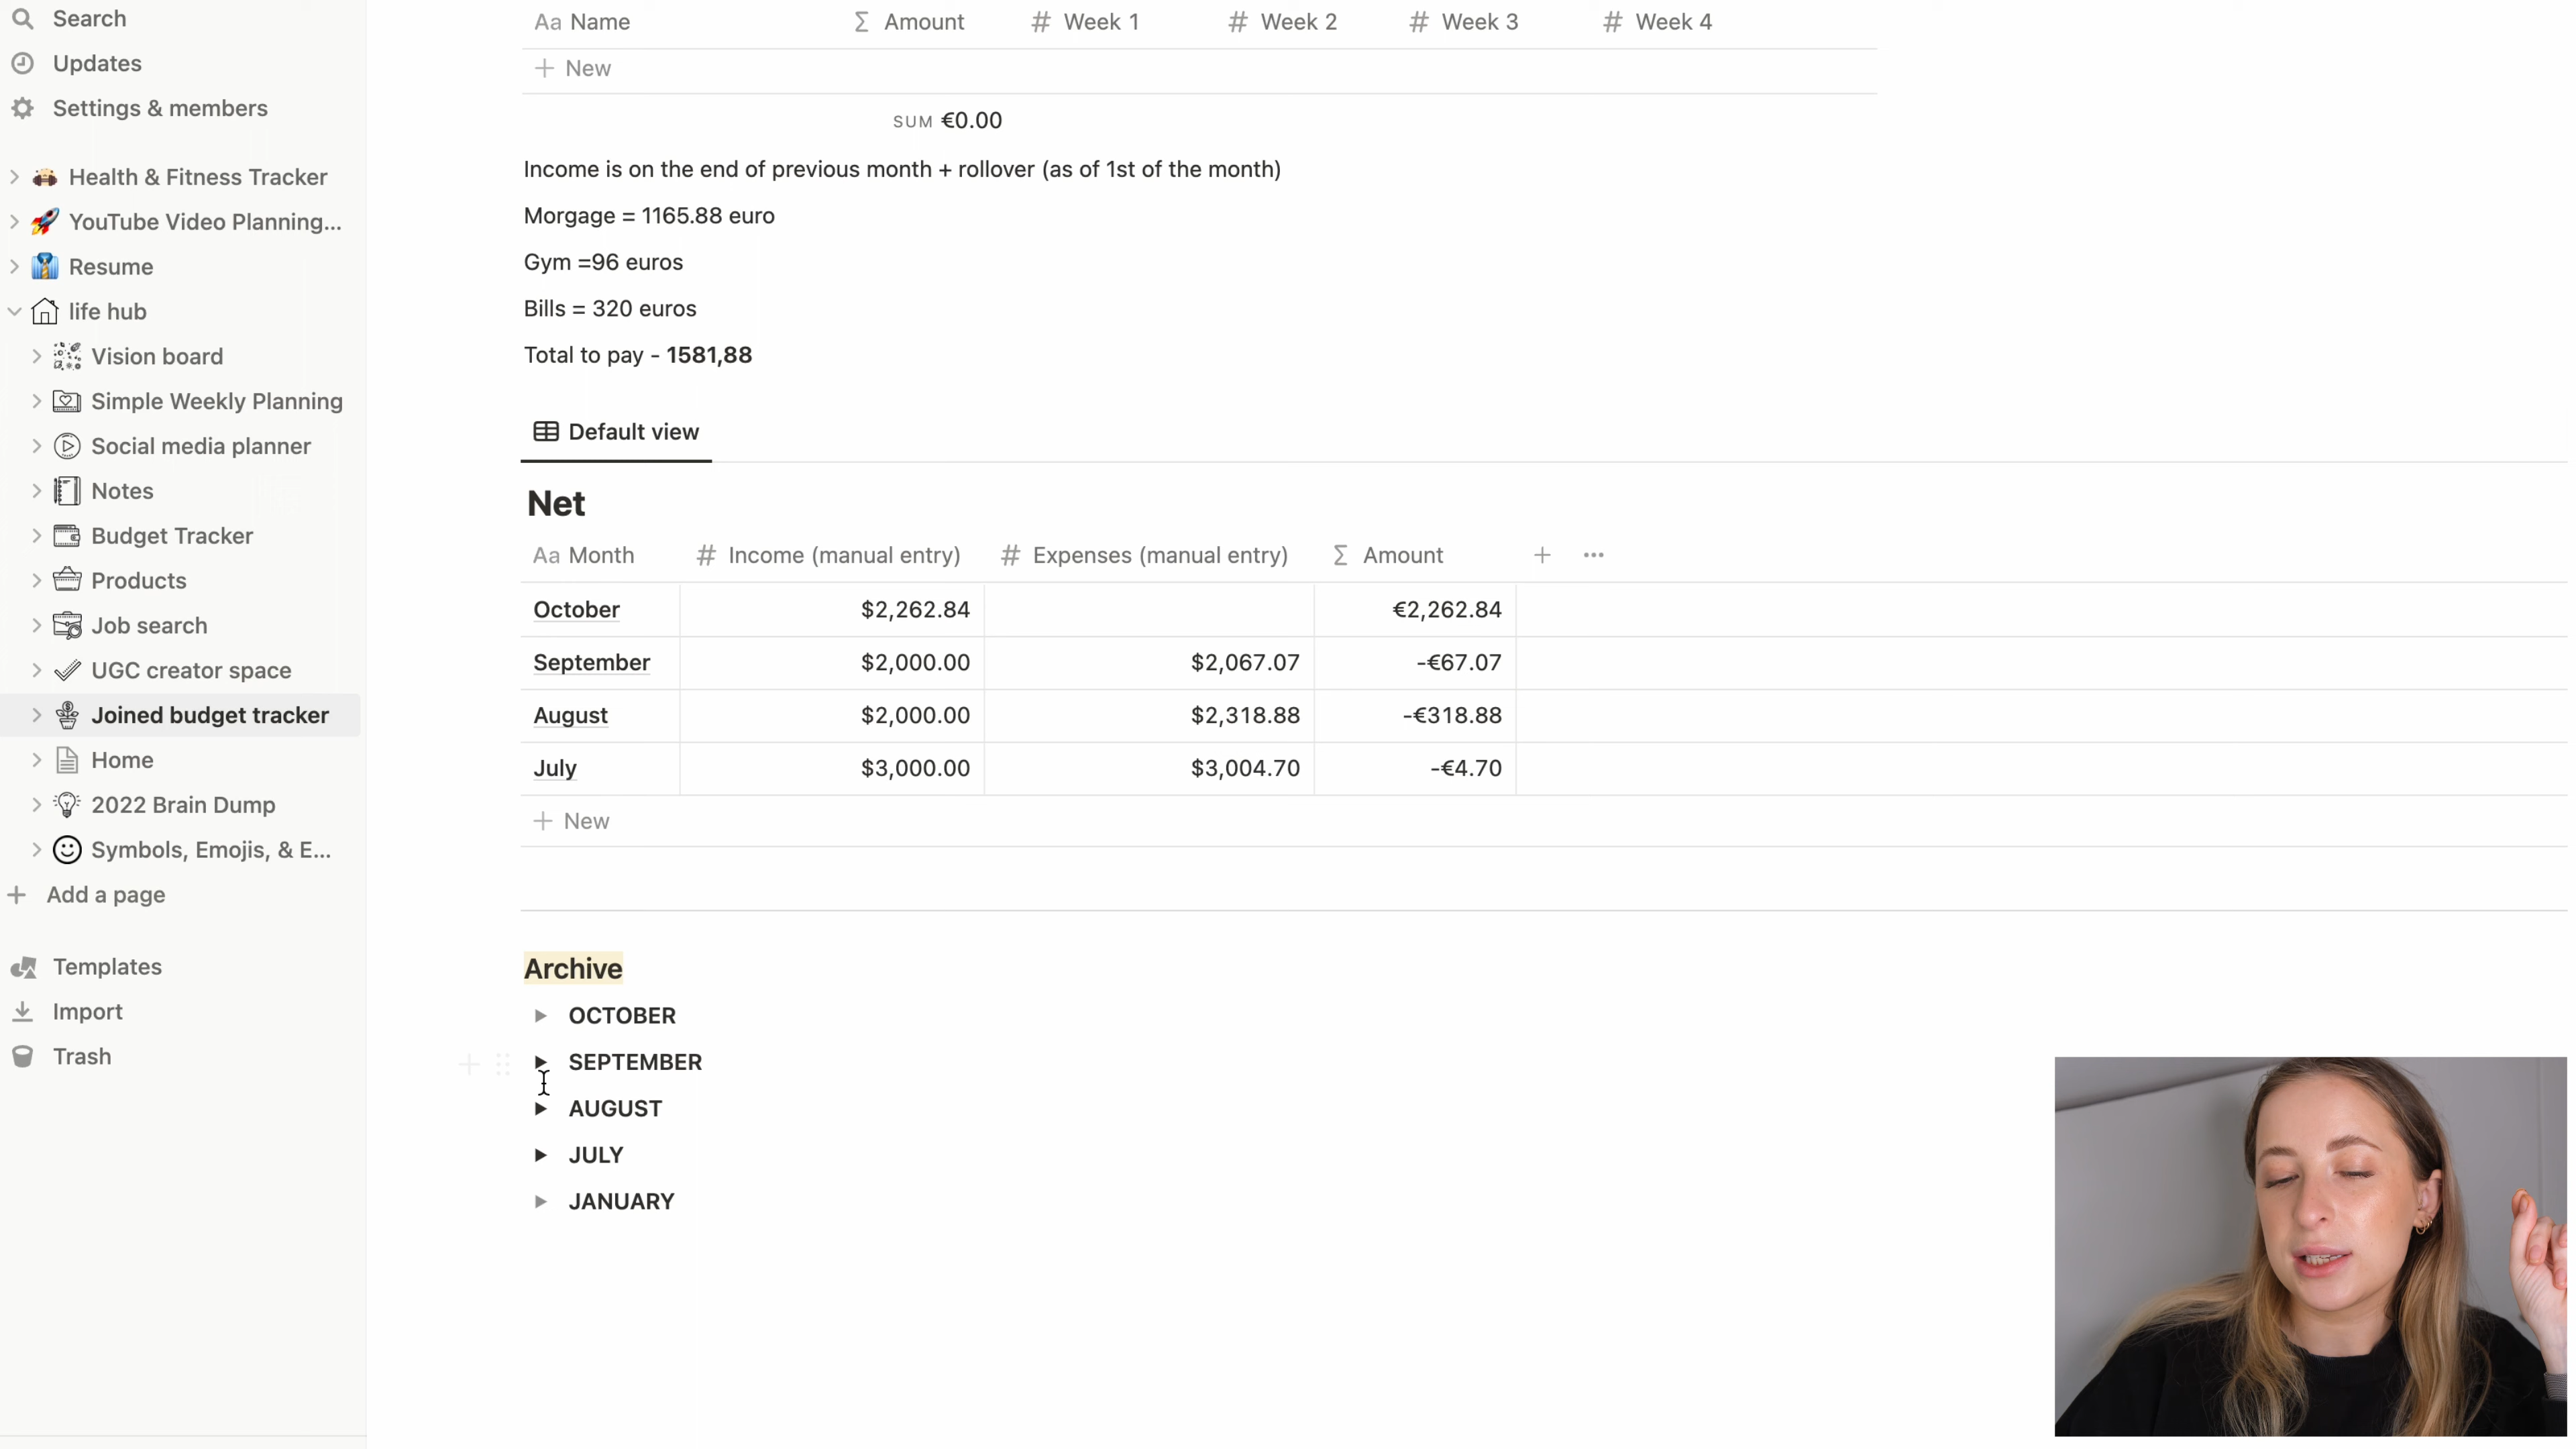 Search
Updates
Settings & members
Health & Fitness Tracker
YouTube Video Planning...
Resume
life hub
Vision board
Simple Weekly Planning
Social media planner
Notes
Budget Tracker
Products
Job search
UGC creator space
Joined budget tracker
Home
2022 Brain Dump
Symbols, Emojis, & E...
+ Add a page
Templates
Import
Trash
Aa Name Σ Amount # Week 1 # Week 2 # Week 3 # Week 4
+ New
SUM €0.00
Income is on the end of previous month + rollover (as of 1st of the month)
Morgage = 1165.88 euro
Gym =96 euros
Bills = 320 euros
Total to pay - 1581,88
Default view
Net
Aa Month # Income (manual entry) # Expenses (manual entry) Σ Amount + ...
October $2,262.84 €2,262.84
September $2,000.00 $2,067.07 -€67.07
August $2,000.00 $2,318.88 -€318.88
July $3,000.00 $3,004.70 -€4.70
+ New
Archive
OCTOBER
SEPTEMBER
AUGUST
JULY
JANUARY